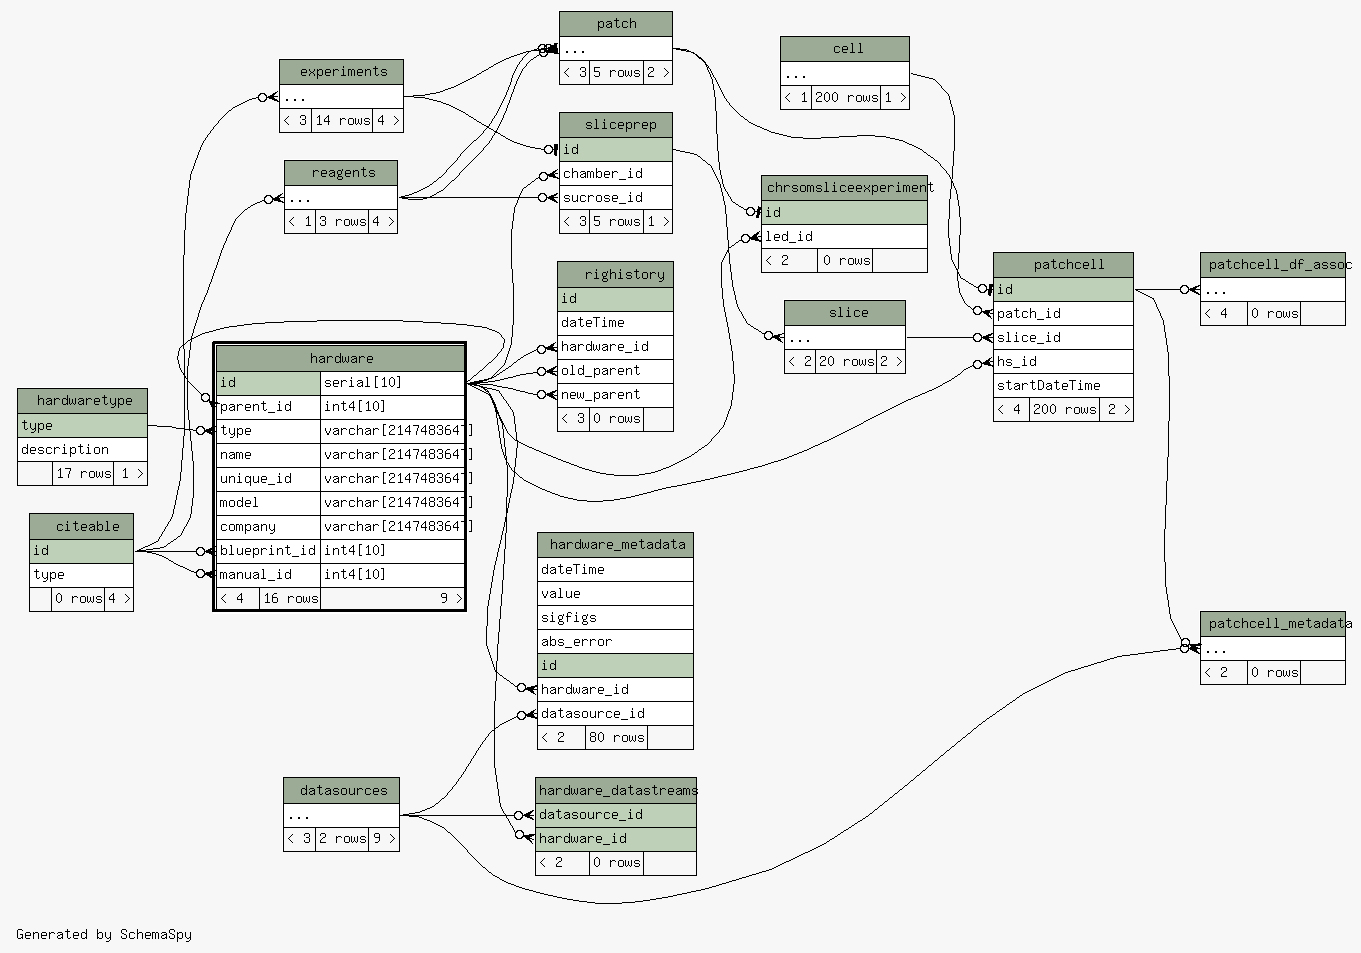 patch
...
< 3 5 rows 2 >
cell
...
< 1 200 rows 1 >
experiments
...
< 3 14 rows 4 >
sliceprep
id
chamber_id
sucrose_id
< 3 5 rows 1 >
reagents
...
< 1 3 rows 4 >
chrsomsliceexperiment
id
led_id
< 2 0 rows
righistory
id
dateTime
hardware_id
old_parent
new_parent
< 3 0 rows
patchcell
id
patch_id
slice_id
hs_id
startDateTime
< 4 200 rows 2 >
patchcell_df_assoc
...
< 4 0 rows
slice
...
< 2 20 rows 2 >
hardware
id serial[10]
parent_id int4[10]
type varchar[2147483647]
name varchar[2147483647]
unique_id varchar[2147483647]
model varchar[2147483647]
company varchar[2147483647]
blueprint_id int4[10]
manual_id int4[10]
< 4 16 rows 9 >
hardwaretype
type
description
17 rows 1 >
citeable
id
type
0 rows 4 >
hardware_metadata
dateTime
value
sigfigs
abs_error
id
hardware_id
datasource_id
< 2 80 rows
patchcell_metadata
...
< 2 0 rows
datasources
...
< 3 2 rows 9 >
hardware_datastreams
datasource_id
hardware_id
< 2 0 rows
Generated by SchemaSpy